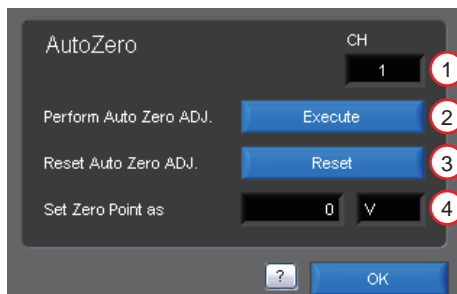 AutoZero CH
1 1
Perform Auto Zero ADJ. Execute 2
Reset Auto Zero ADJ. Reset 3
Set Zero Point as 0 V 4
? OK